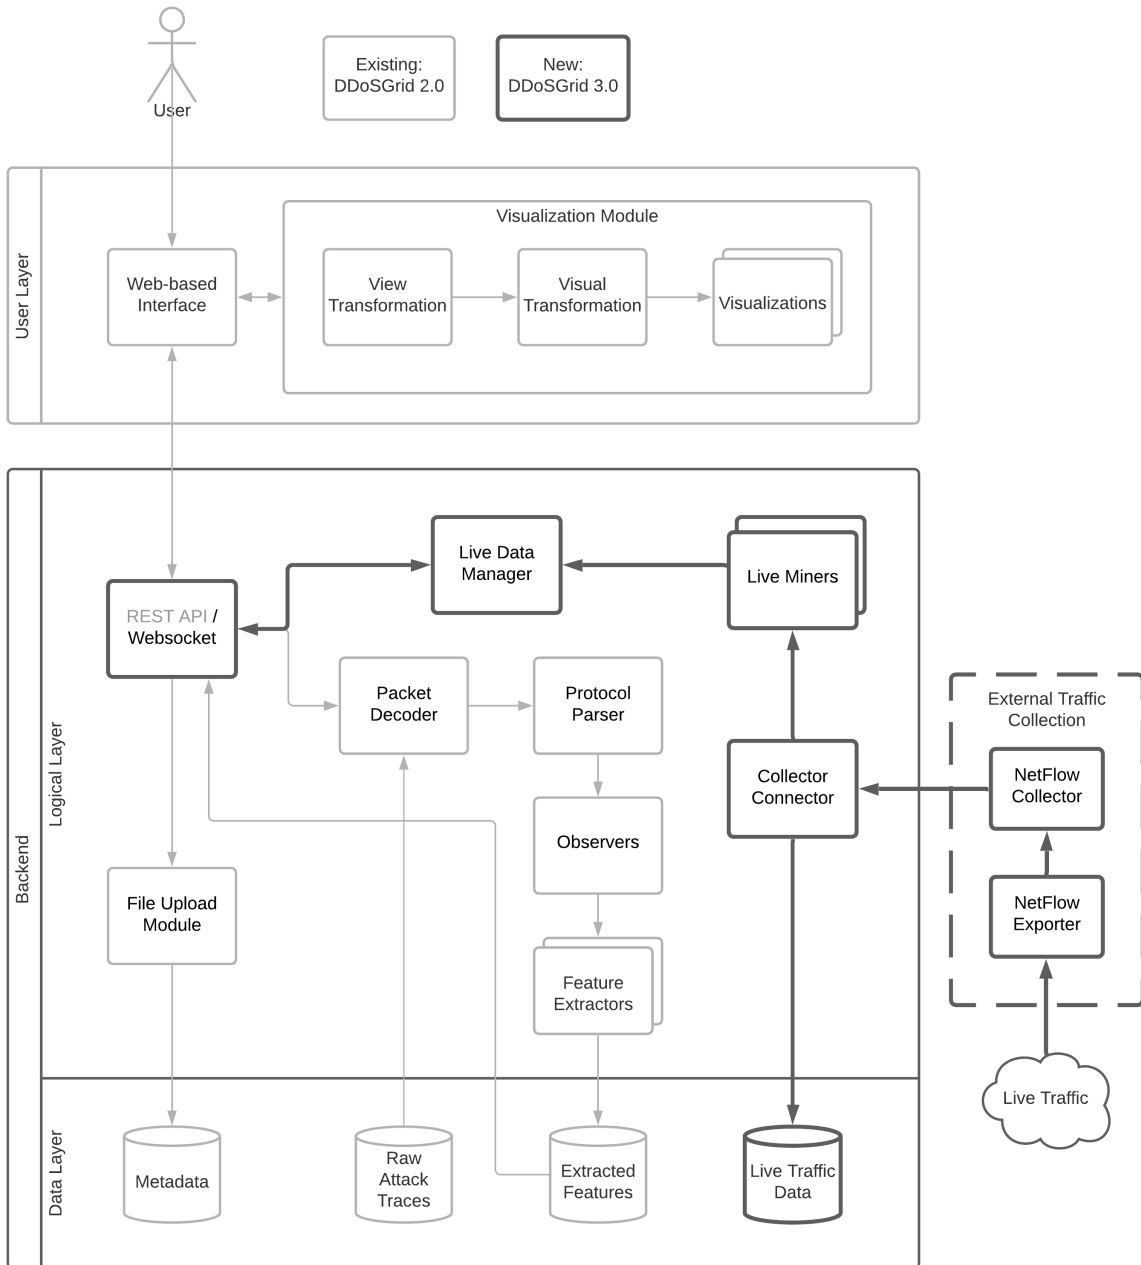 User
Existing:
DDoSGrid 2.0
New:
DDoSGrid 3.0
User Layer
Visualization Module
Web-based
Interface
View
Transformation
Visual
Transformation
Visualizations
Backend
Logical Layer
Live Data
Manager
Live Miners
REST API /
Websocket
Packet
Decoder
Protocol
Parser
External Traffic
Collection
NetFlow
Collector
Collector
Connector
Observers
File Upload
Module
NetFlow
Exporter
Feature
Extractors
Live Traffic
Data Layer
Metadata
Raw
Attack
Traces
Extracted
Features
Live Traffic
Data